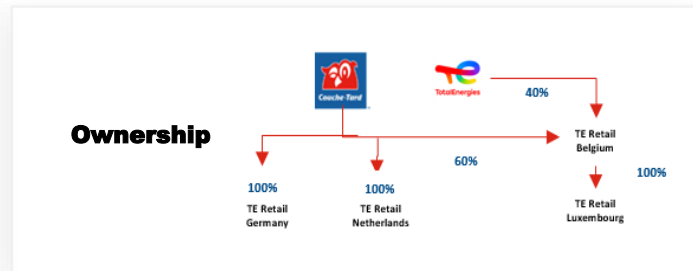 Couche-Tard
TotalEnergies
40%
Ownership
TE Retail
Belgium
60%
100%
100%
100%
TE Retail
Germany
TE Retail
Netherlands
TE Retail
Luxembourg